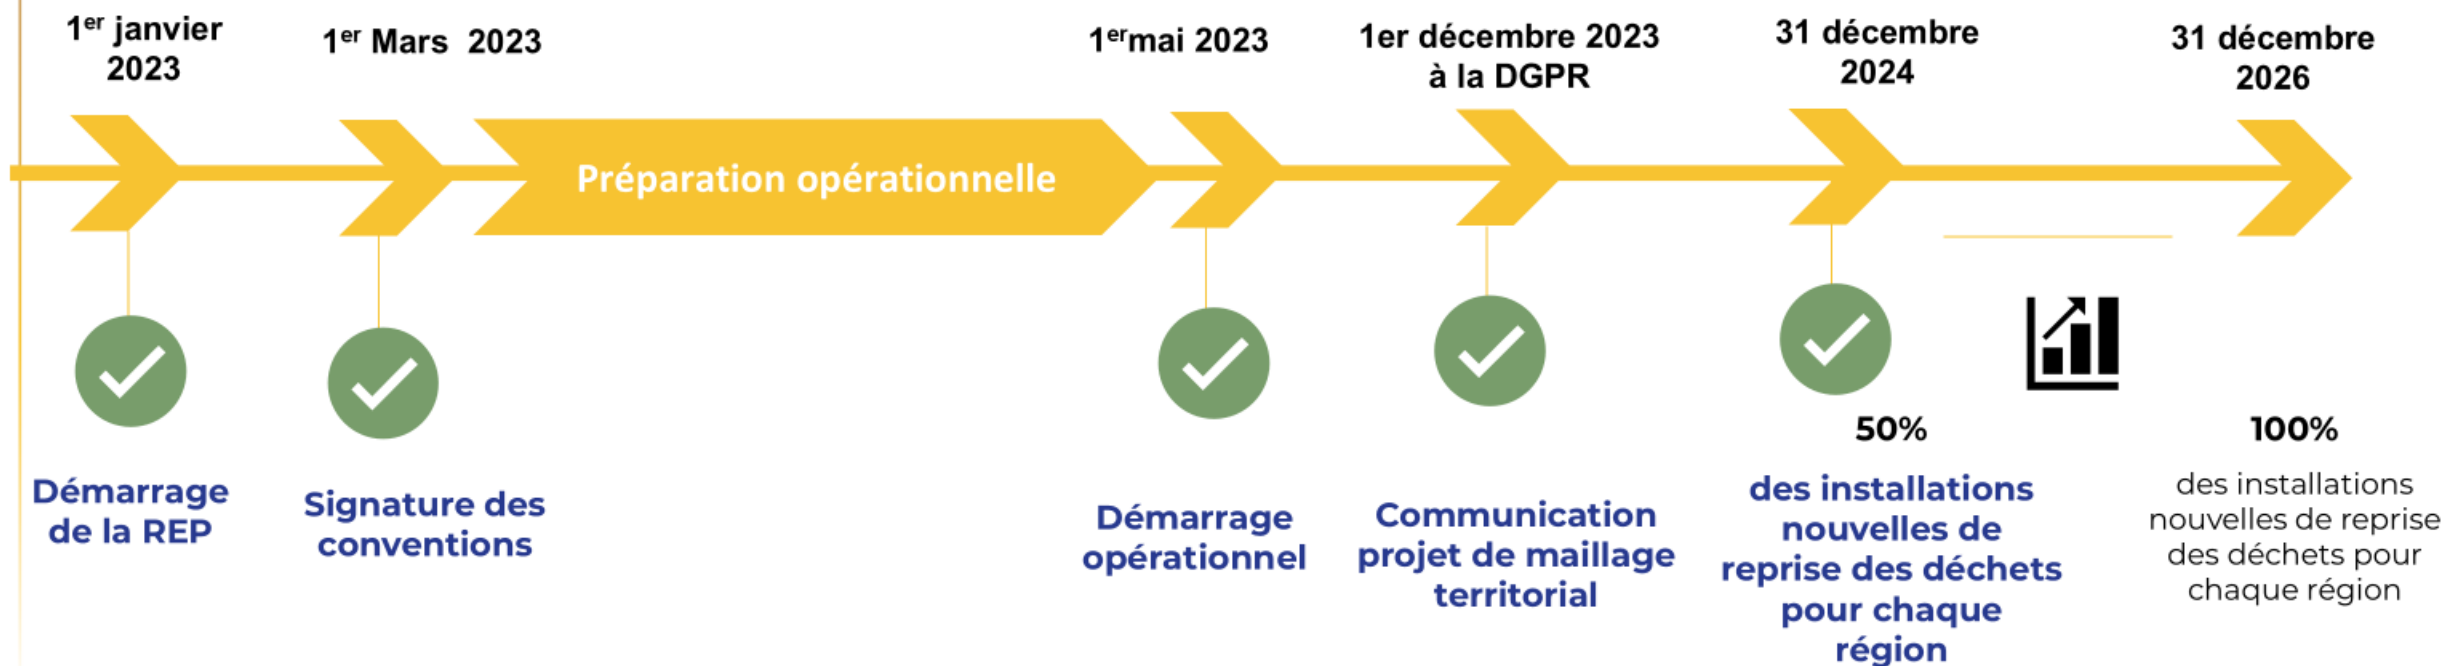 1er janvier
2023
1er Mars  2023
1ermai 2023
1er décembre 2023
à la DGPR
31 décembre
2024
31 décembre
2026
Préparation opérationnelle
Démarrage
de la REP
Signature des
conventions
Démarrage
opérationnel
Communication
projet de maillage
territorial
50%
des installations
nouvelles de
reprise des déchets
pour chaque
région
100%
des installations
nouvelles de reprise
des déchets pour
chaque région